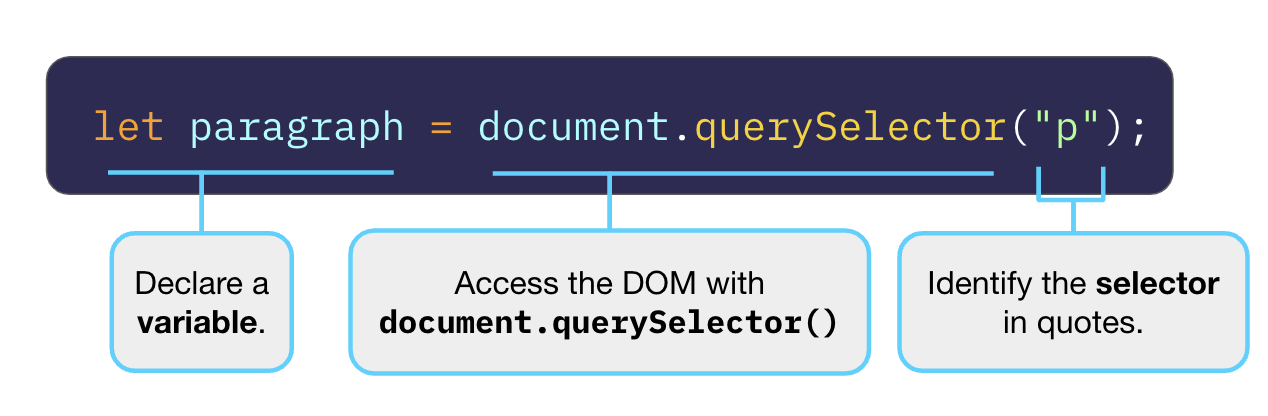 let paragraph = document.querySelector("p");
Declare a
variable.
Access the DOM with
document.querySelector()
Identify the selector
in quotes.